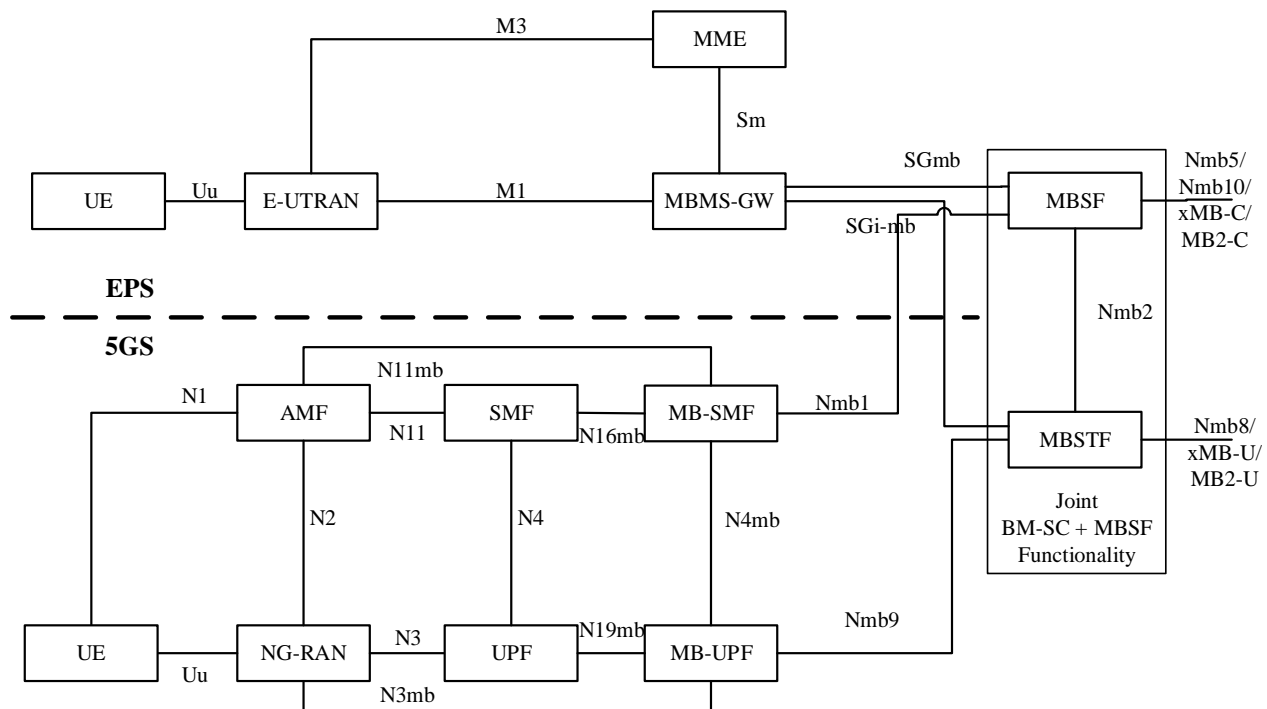 M3
MME
Sm
SGmb
Nmb5/
Nmb10/
xMB-C/
MB2-C
UE
Uu
E-UTRAN
M1
MBMS-GW
MBSF
SGi-mb
EPS
Nmb2
5GS
N11mb
N1
AMF
N11
SMF
N16mb
MB-SMF
Nmb1
MBSTF
Nmb8/
xMB-U/
MB2-U
Joint
BM-SC + MBSF
Functionality
N2
N4
N4mb
UE
Uu
NG-RAN
N3
UPF
N19mb
MB-UPF
Nmb9
N3mb